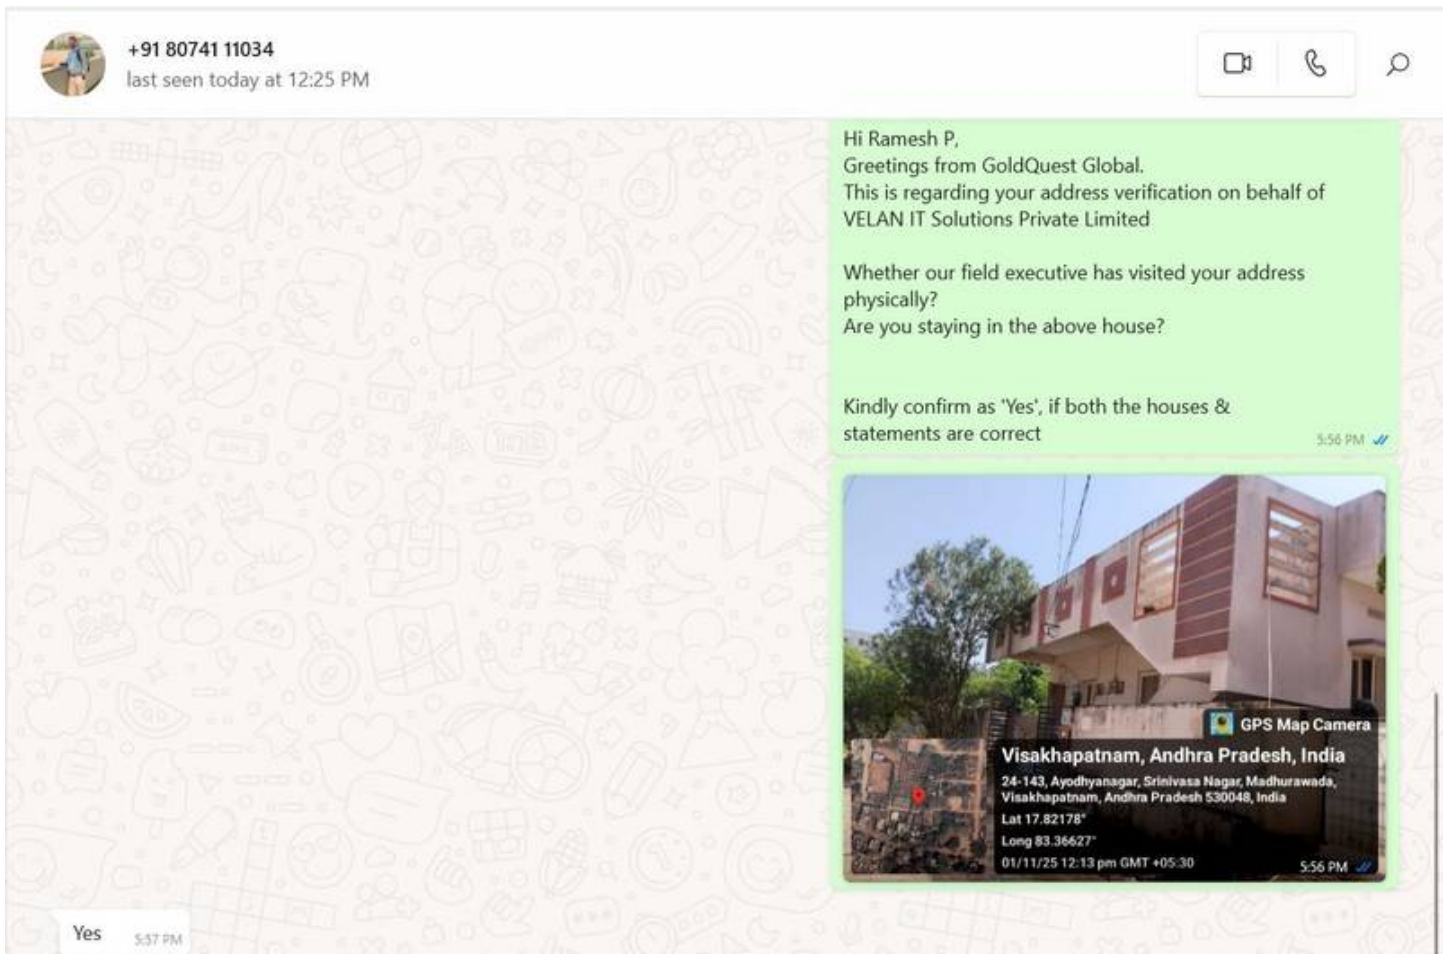 +91 80741 11034
last seen today at 12:25 PM
Hi Ramesh P,
Greetings from GoldQuest Global.
This is regarding your address verification on behalf of
VELAN IT Solutions Private Limited
Whether our field executive has visited your address
physically?
Are you staying in the above house?
Kindly confirm as 'Yes', if both the houses &
statements are correct
5:56 PM
GPS Map Camera
Visakhapatnam, Andhra Pradesh, India
24-143, Ayodhyanagar, Srinivasa Nagar, Madhurawada,
Visakhapatnam, Andhra Pradesh 530048, India
Lat 17.82178°
Long 83.36627°
01/11/25 12:13 pm GMT +05:30
5:56 PM
Yes
5:57 PM